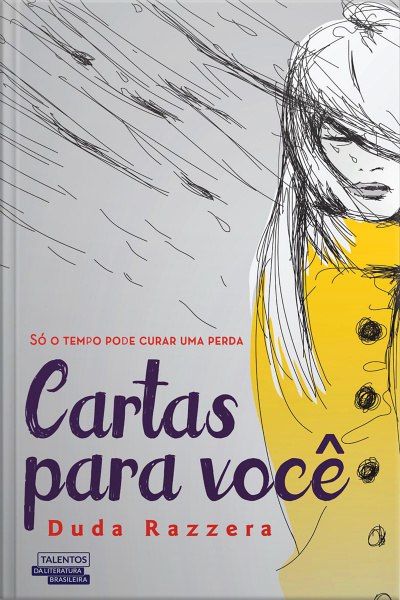 SÓ O TEMPO PODE CURAR UMA PERDA
Cartas
para você
Duda Razzera
TALENTOS
DA LITERATURA
BRASILEIRA